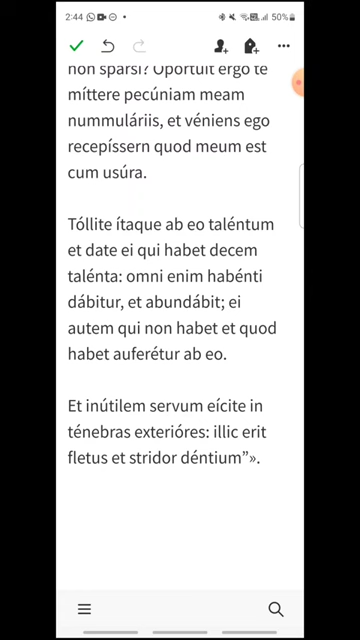 2:44
50%
non sparsi? Oportuit ergo te
míttere pecúniam meam
nummuláriis, et véniens ego
recepíssern quod meum est
cum usúra.
Tóllite ítaque ab eo taléntum
et date ei qui habet decem
talénta: omni enim habénti
dábitur, et abundábit; ei
autem qui non habet et quod
habet auferétur ab eo.
Et inútilem servum eícite in
ténebras exterióres: illic erit
fletus et stridor déntium”».